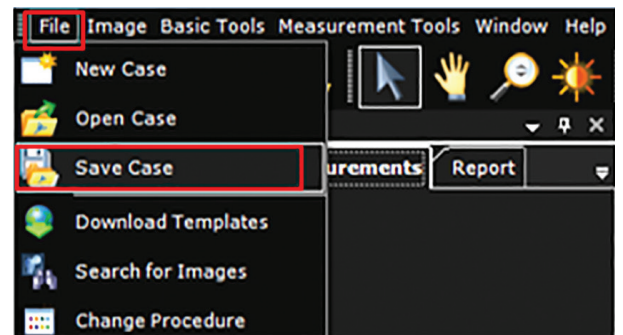 File Image Basic Tools Measurement Tools Window Help
New Case
Open Case
Save Case
urements Report
Download Templates
Search for Images
Change Procedure